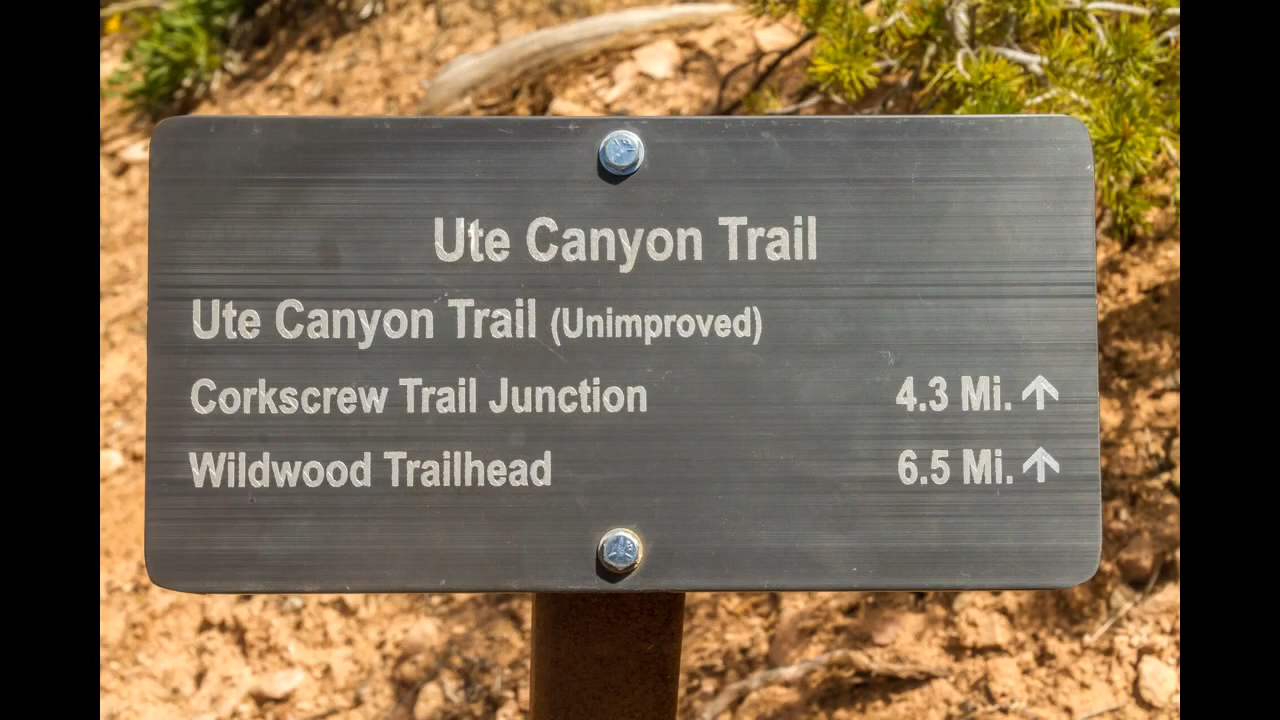 Ute Canyon Trail
Ute Canyon Trail (Unimproved)
Corkscrew Trail Junction 4.3 Mi. ↑
Wildwood Trailhead 6.5 Mi. ↑